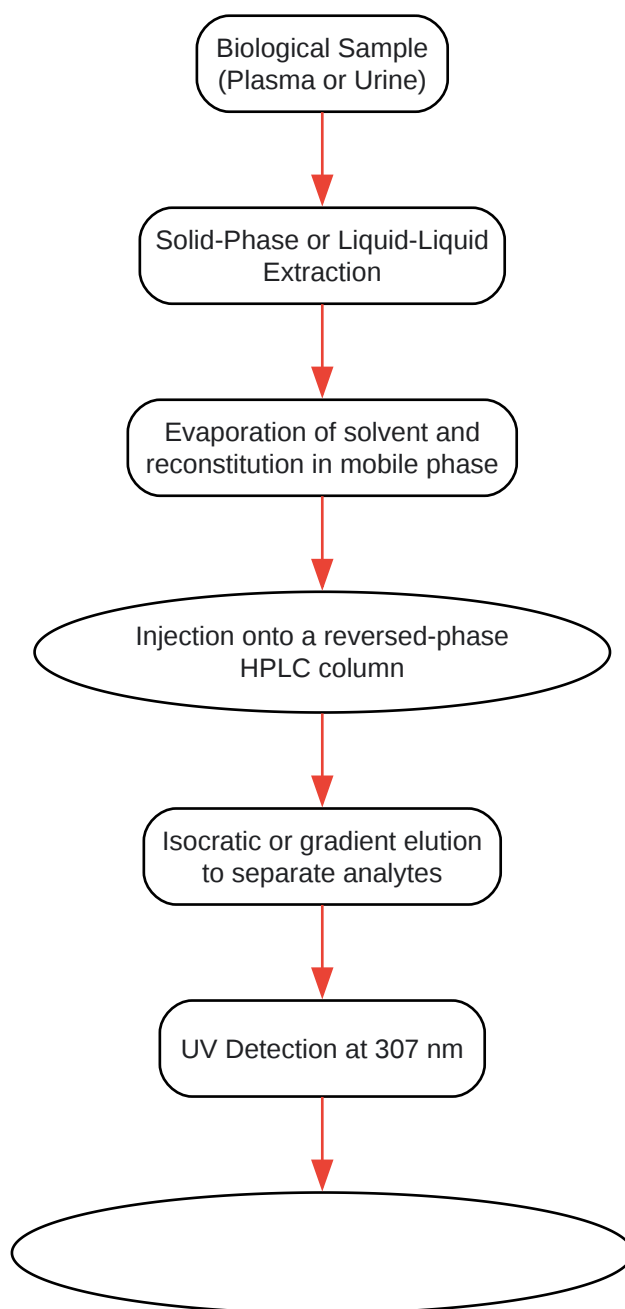 Biological Sample
(Plasma or Urine)
Solid-Phase or Liquid-Liquid
Extraction
Evaporation of solvent and
reconstitution in mobile phase
Injection onto a reversed-phase
HPLC column
Isocratic or gradient elution
to separate analytes
UV Detection at 307 nm